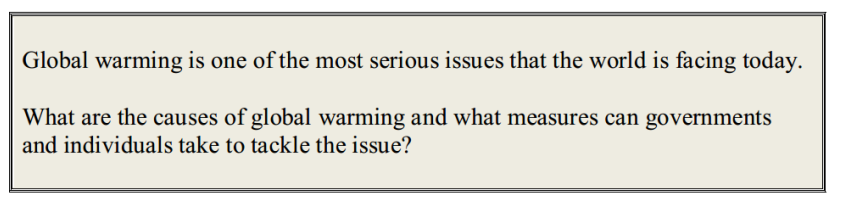 Global warming is one of the most serious issues that the world is facing today.
What are the causes of global warming and what measures can governments
and individuals take to tackle the issue?